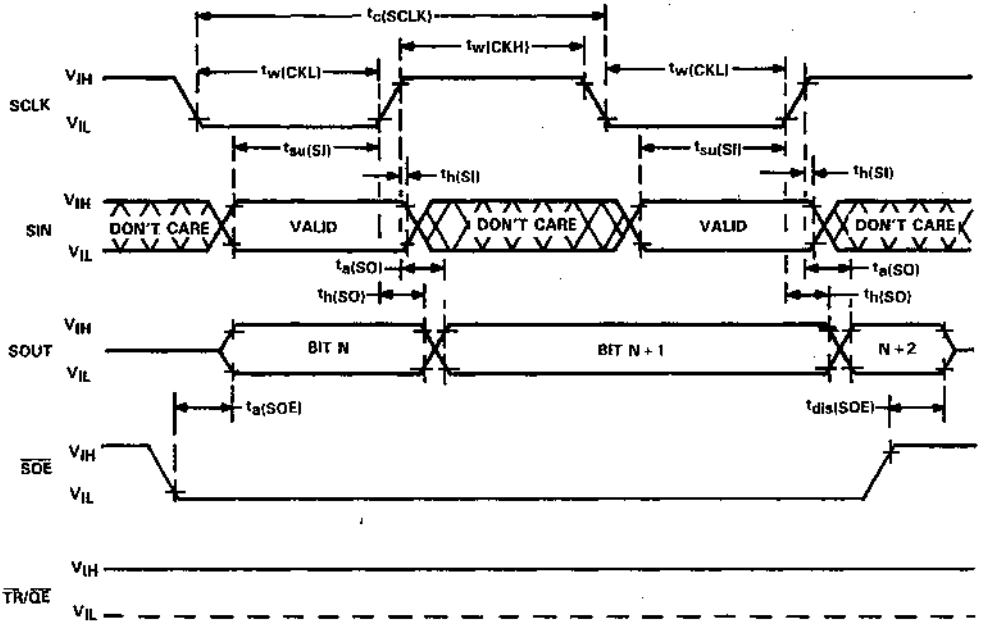 tc(SCLK)
tw(CKH)
tw(CKL)
tw(CKL)
VIH
SCLK
VIL
tsu(SI)
tsu(SI)
th(SI)
th(SI)
VIH
SIN
DON'T CARE
VALID
DON'T CARE
VALID
DON'T CARE
VIL
ta(SO)
ta(SO)
th(SO)
th(SO)
VIH
SOUT
BIT N
BIT N + 1
N + 2
VIL
ta(SOE)
tdis(SOE)
VIH
SOE
VIL
VIH
TR/QE
VIL